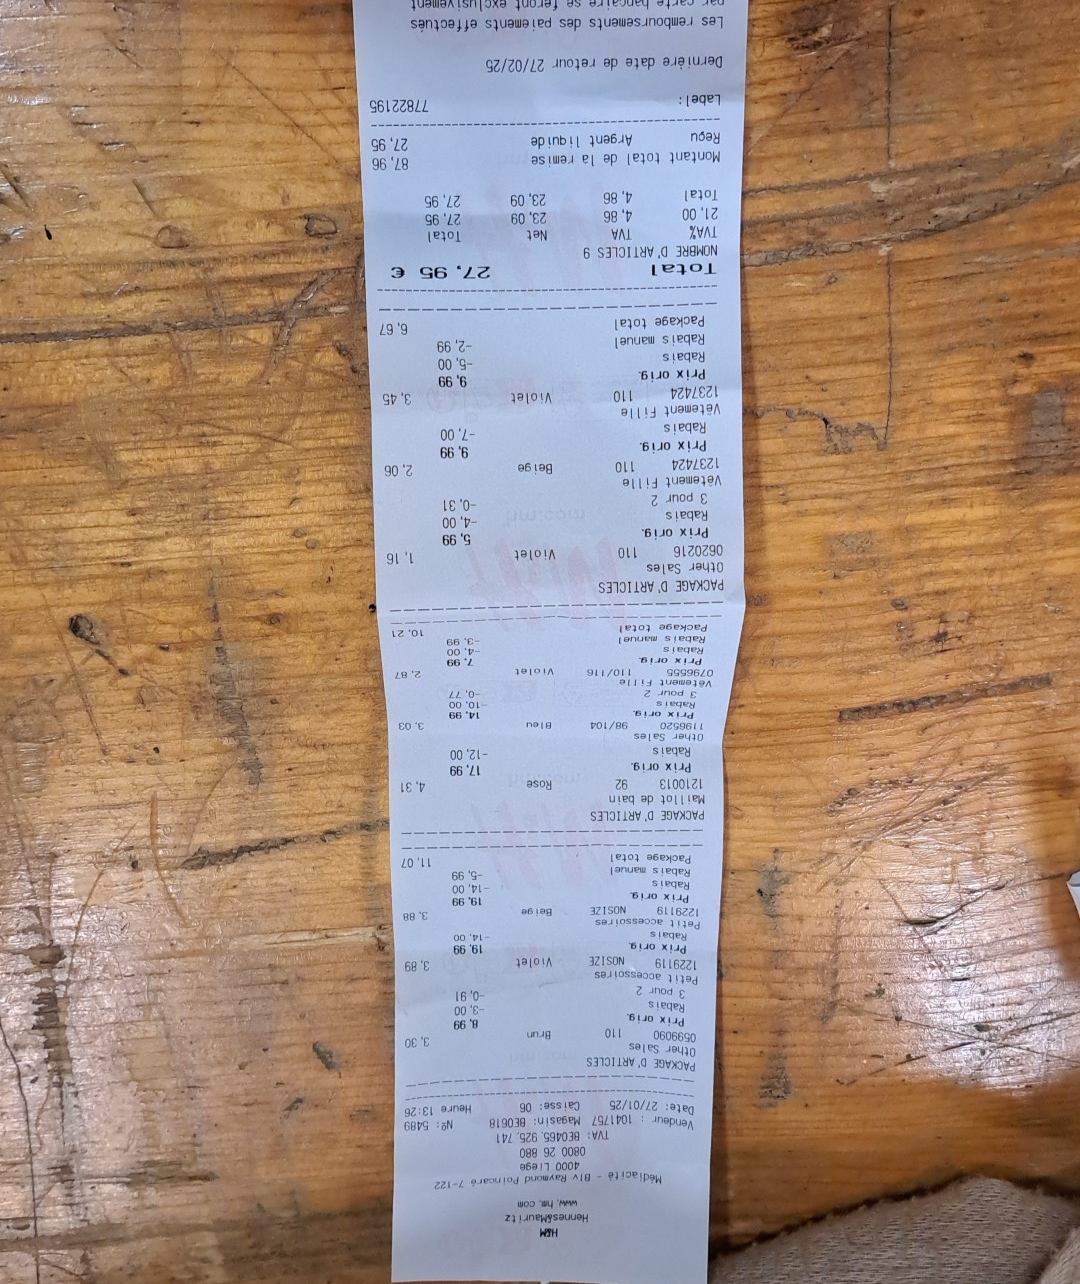 H&M
Hennes&Mauritz
www.hm.com
Médiacité - Blv Raymond Poincaré 7-122
4000 Liege
0800 26 880
TVA: BE0465.925.741
Vendeur : 1041757 Magasin: BE0618 Nº: 5489
Date: 27/01/25 Caisse: 06 Heure 13:26
PACKAGE D'ARTICLES
Other Sales
0599090 110 Brun 3,30
Prix orig. 8,99
Rabais -3,00
3 pour 2 -0,91
Petit accessoires
1229119 NOSIZE Violet 3,89
Prix orig. 19,99
Rabais -14,00
Petit accessoires
1229119 NOSIZE Beige 3,88
Prix orig. 19,99
Rabais -14,00
Rabais manuel -5,99
Package total 11,07
PACKAGE D'ARTICLES
Maillot de bain
1210013 92 Rose 4,31
Prix orig. 17,99
Rabais -12,00
Other Sales
1196520 98/104 Bleu 3,03
Prix orig. 14,99
Rabais -10,00
3 pour 2 -0,77
Vêtement Fille
0796555 110/116 Violet 2,87
Prix orig. 7,99
Rabais -4,00
Rabais manuel -3,99
Package total 10,21
PACKAGE D'ARTICLES
Other Sales
0620216 110 Violet 1,16
Prix orig. 5,99
Rabais -4,00
3 pour 2 -0,31
Vêtement Fille
1237424 110 Beige 2,06
Prix orig. 9,99
Rabais -7,00
Vêtement Fille
1237424 110 Violet 3,45
Prix orig. 9,99
Rabais -5,00
Rabais manuel -2,99
Package total 6,67
Total 27,95 €
NOMBRE D'ARTICLES 9
TVA% TVA Net Total
21,00 4,86 23,09 27,95
Total 4,86 23,09 27,95
Montant total de la remise 87,96
Reçu Argent liquide 27,95
Label: 77822195
Dernière date de retour 27/02/25
Les remboursements des paiements effectués
par carte bancaire se feront exclusivement